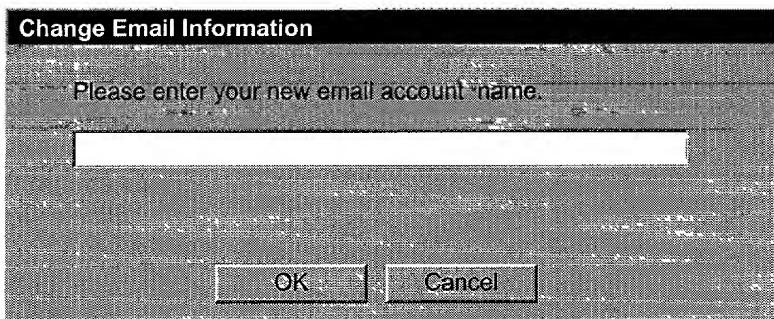 Change Email Information
Please enter your new email account name.
OK
Cancel